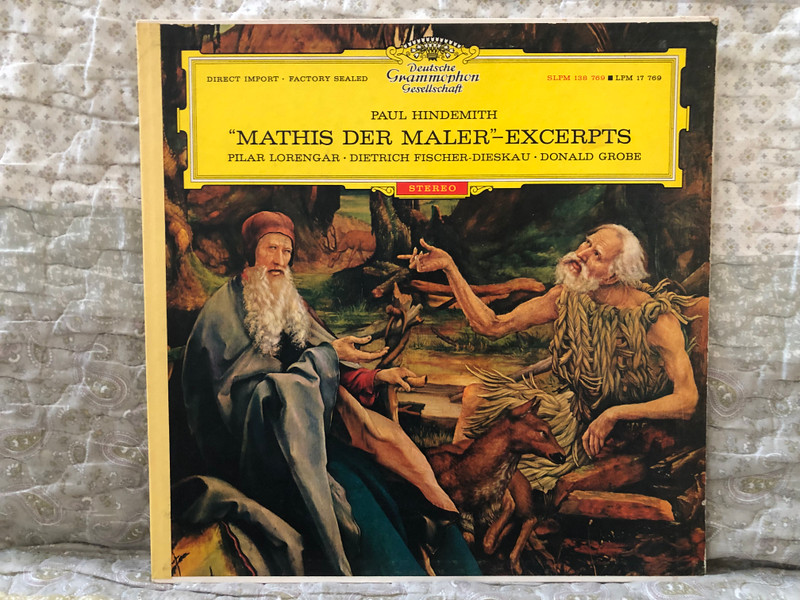 DIRECT IMPORT · FACTORY SEALED
Deutsche
Grammophon
Gesellschaft
SLPM 138 769 ■ LPM 17 769
PAUL HINDEMITH
“MATHIS DER MALER”–EXCERPTS
PILAR LORENGAR · DIETRICH FISCHER-DIESKAU · DONALD GROBE
STEREO